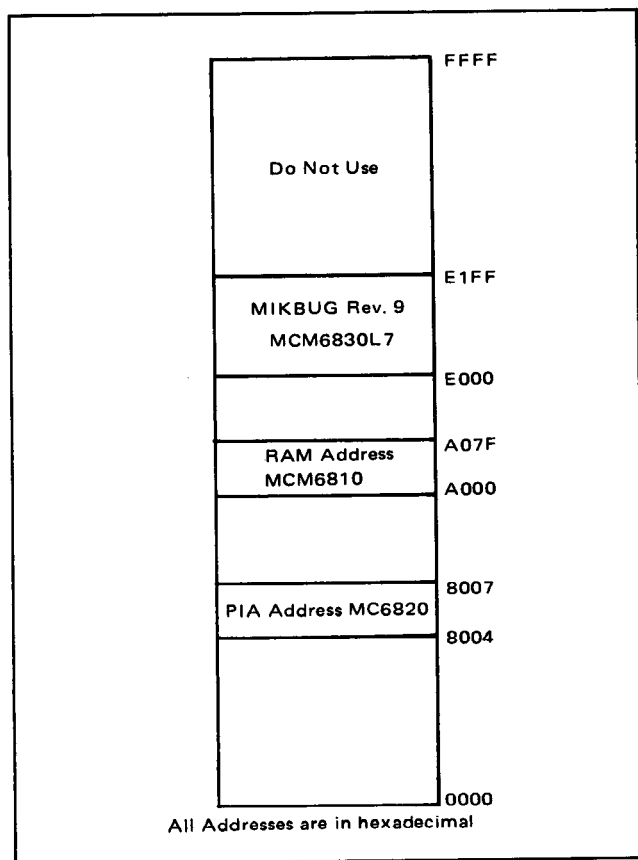 FFFF
Do Not Use
E1FF
MIKBUG Rev. 9
MCM6830L7
E000
A07F
RAM Address
MCM6810
A000
8007
PIA Address MC6820
8004
0000
All Addresses are in hexadecimal